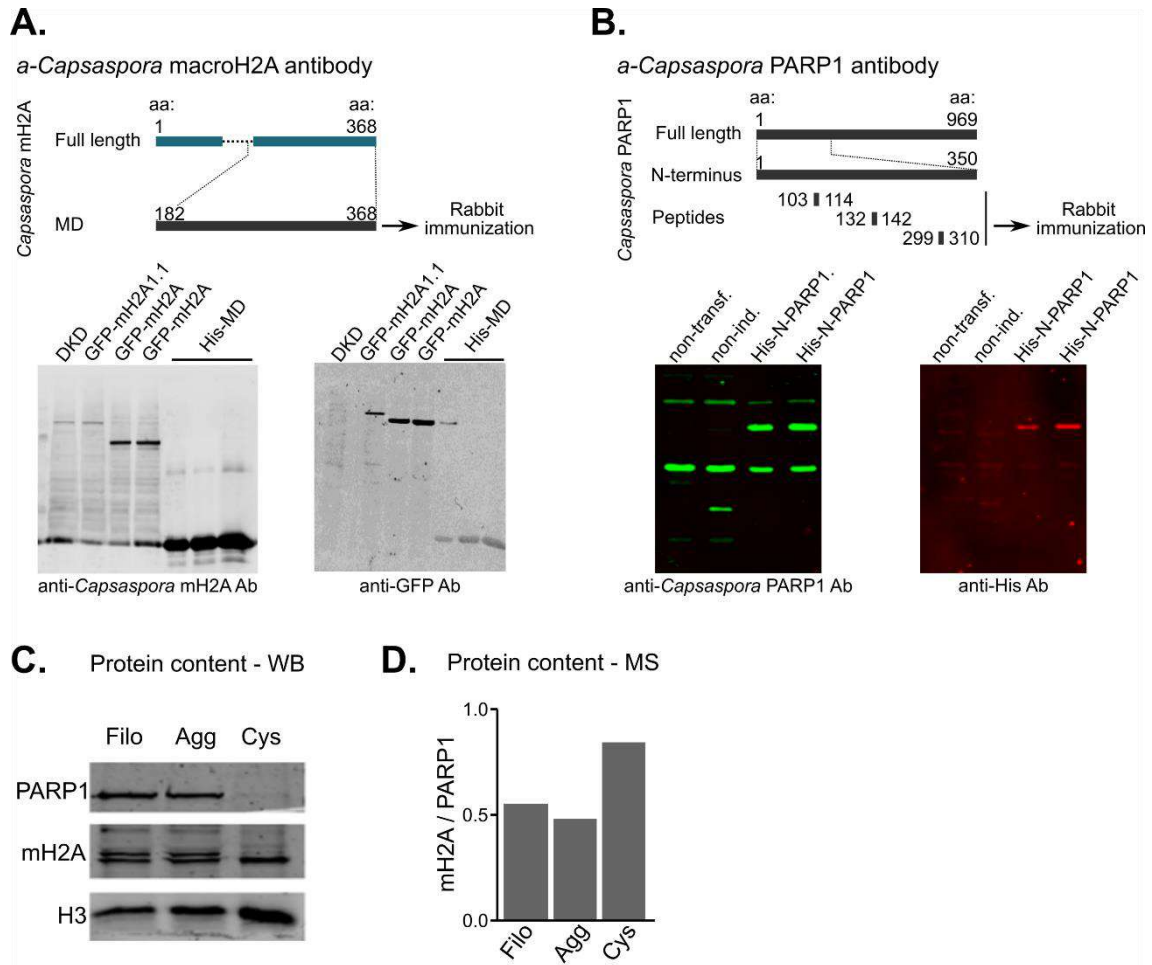 A.
a-Capsaspora macroH2A antibody
Capsaspora mH2A
aa:
aa:
1
368
Full length
182
368
MD
Rabbit
immunization
DKD
GFP-mH2A1.1
GFP-mH2A
GFP-mH2A
His-MD
anti-Capsaspora mH2A Ab
DKD
GFP-mH2A1.1
GFP-mH2A
GFP-mH2A
His-MD
anti-GFP Ab
B.
a-Capsaspora PARP1 antibody
Capsaspora PARP1
aa:
aa:
1
969
Full length
1
350
N-terminus
Peptides
103 114
132 142
299 310
Rabbit
immunization
non-transf.
non-ind.
His-N-PARP1.
His-N-PARP1
anti-Capsaspora PARP1 Ab
non-transf.
non-ind.
His-N-PARP1
His-N-PARP1
anti-His Ab
C.
Protein content - WB
Filo Agg Cys
PARP1
mH2A
H3
D.
Protein content - MS
mH2A / PARP1
1.0
0.5
0.0
Filo
Agg
Cys